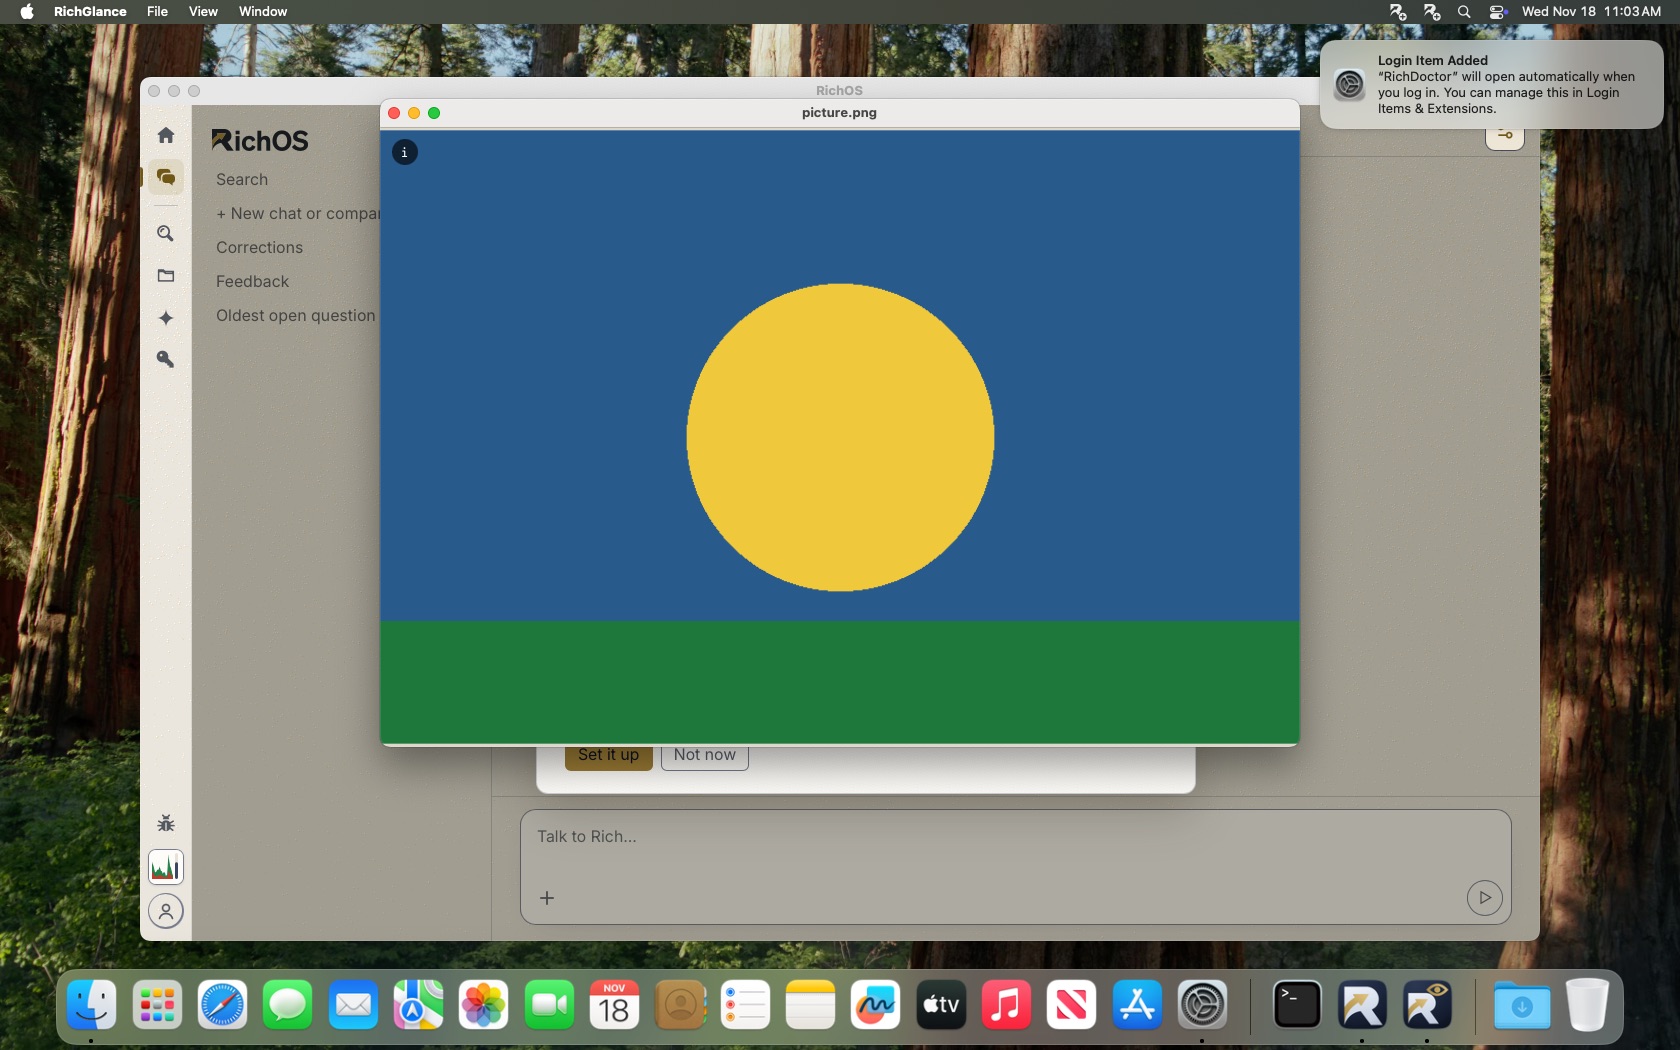 RichGlance File View Window Wed Nov 18 11:03 AM
Login Item Added
“RichDoctor” will open automatically when
you log in. You can manage this in Login
Items & Extensions.
RichOS
picture.png
i
RichOS
Search
+ New chat or compa
Corrections
Feedback
Oldest open question
Set it up Not now
Talk to Rich...
NOV
18
tv
>_